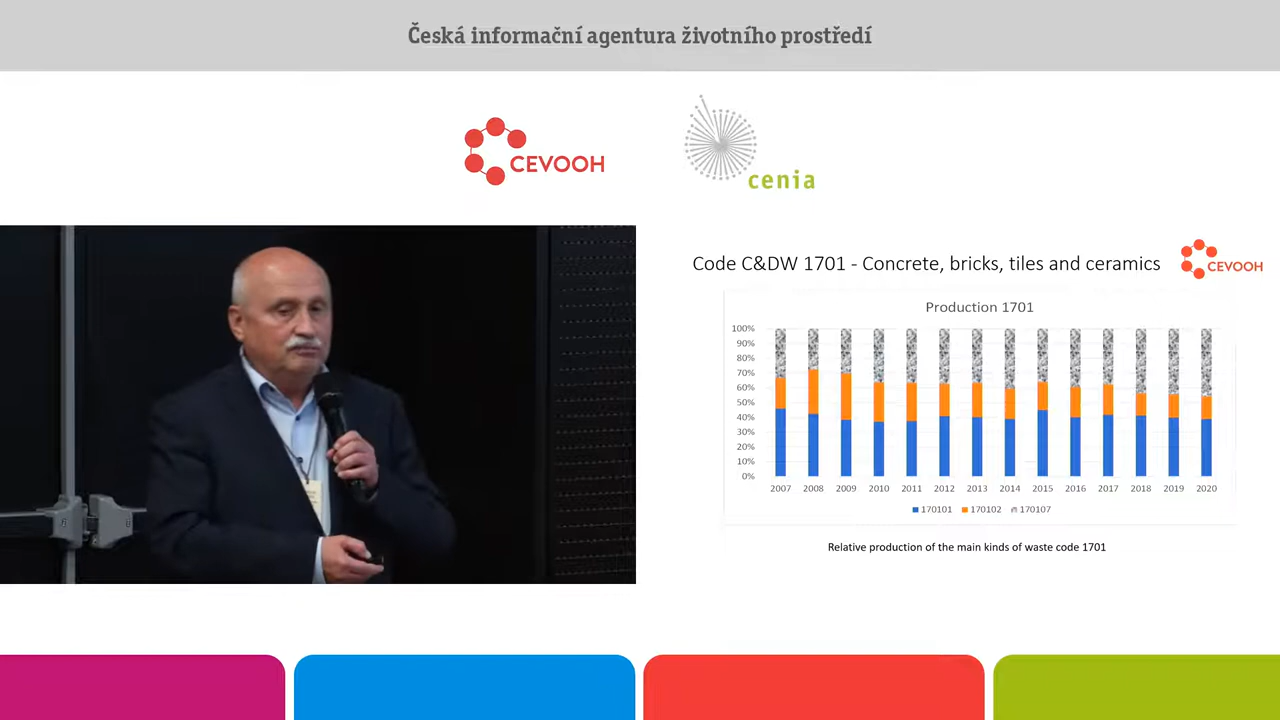 Česká informační agentura životního prostředí
CEVOOH
cenia
Code C&DW 1701 - Concrete, bricks, tiles and ceramics
CEVOOH
Production 1701
100%
90%
80%
70%
60%
50%
40%
30%
20%
10%
0%
2007 2008 2009 2010 2011 2012 2013 2014 2015 2016 2017 2018 2019 2020
170101 170102 170107
Relative production of the main kinds of waste code 1701